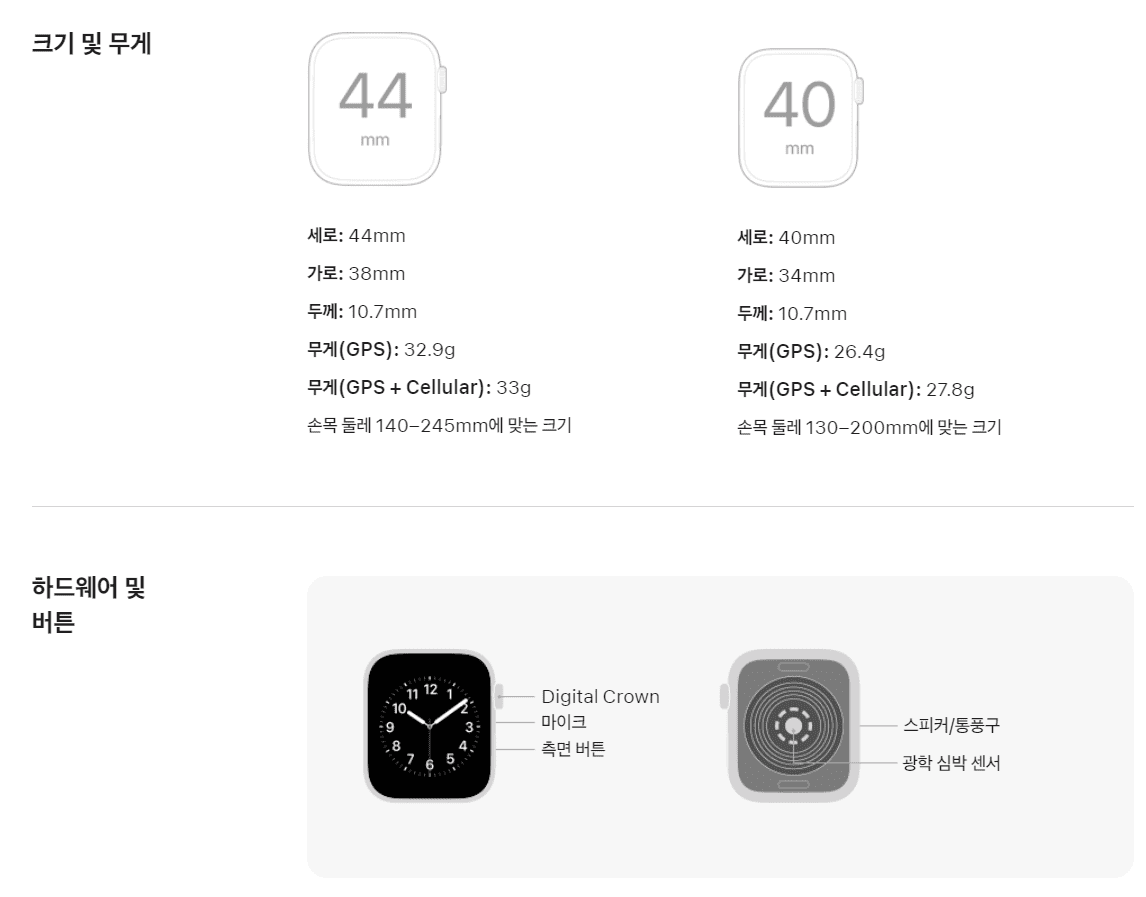 크기 및 무게
44
mm
세로: 44mm
가로: 38mm
두께: 10.7mm
무게(GPS): 32.9g
무게(GPS + Cellular): 33g
손목 둘레 140–245mm에 맞는 크기
40
mm
세로: 40mm
가로: 34mm
두께: 10.7mm
무게(GPS): 26.4g
무게(GPS + Cellular): 27.8g
손목 둘레 130–200mm에 맞는 크기
하드웨어 및
버튼
12
1
2
3
4
5
6
7
8
9
10
11
Digital Crown
마이크
측면 버튼
스피커/통풍구
광학 심박 센서